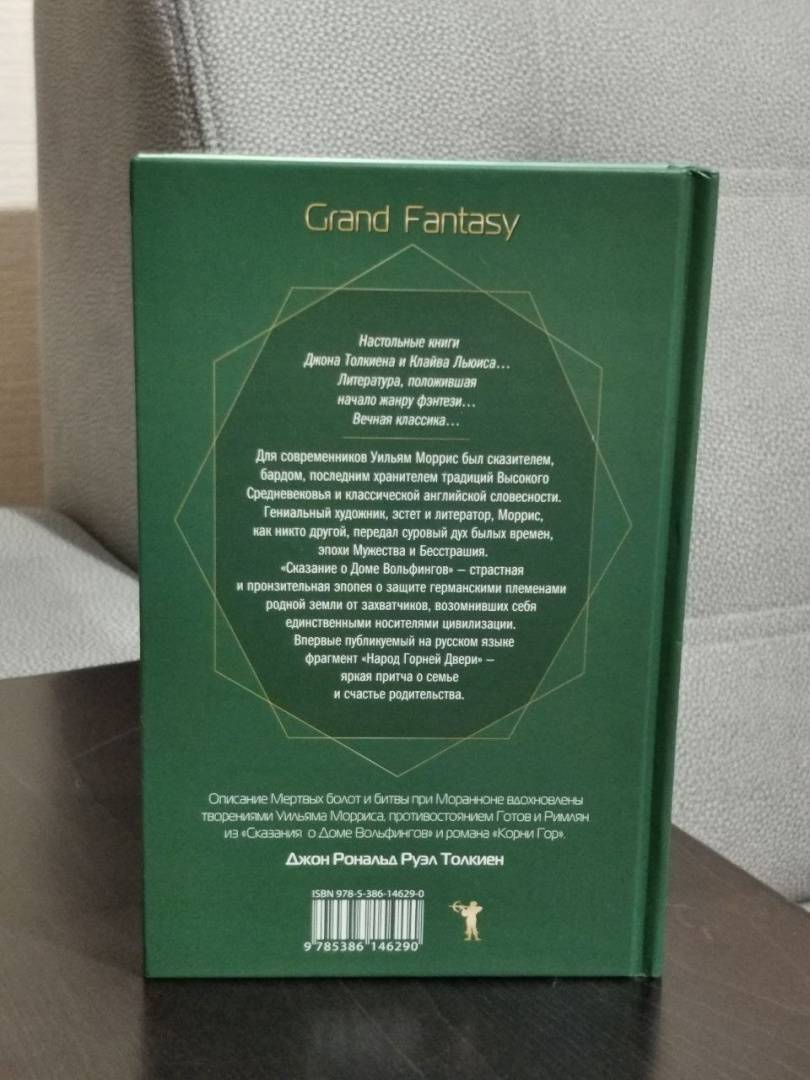 Grand Fantasy
Настольные книги
Джона Толкиена и Клайва Льюиса...
Литература, положившая
начало жанру фэнтези...
Вечная классика...
Для современников Уильям Моррис был сказителем,
бардом, последним хранителем традиций Высокого
Средневековья и классической английской словесности.
Гениальный художник, эстет и литератор, Моррис,
как никто другой, передал суровый дух былых времен,
эпохи Мужества и Бесстрашия.
«Сказание о Доме Вольфингов» – страстная
и пронзительная эпопея о защите германскими племенами
родной земли от захватчиков, возомнивших себя
единственными носителями цивилизации.
Впервые публикуемый на русском языке
фрагмент «Народ Горней Двери» –
яркая притча о семье
и счастье родительства.
Описание Мертвых болот и битвы при Моранноне вдохновлены
творениями Уильяма Морриса, противостоянием Готов и Римлян
из «Сказания о Доме Вольфингов» и романа «Корни Гор».
Джон Рональд Руэл Толкиен
ISBN 978-5-386-14629-0
9 785386 146290